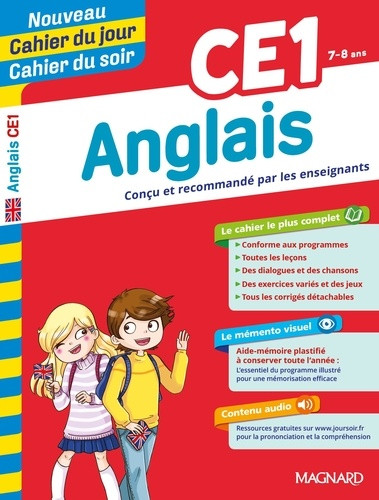 Nouveau
Cahier du jour
Cahier du soir
CE1
7-8 ans
Anglais
Conçu et recommandé par les enseignants
Anglais CE1
Le cahier le plus complet
Conforme aux programmes
Toutes les leçons
Des dialogues et des chansons
Des exercices variés et des jeux
Tous les corrigés détachables
Le mémento visuel
Aide-mémoire plastifié
à conserver toute l'année :
L'essentiel du programme illustré
pour une mémorisation efficace
Contenu audio
Ressources gratuites sur www.joursoir.fr
pour la prononciation et la compréhension
MAGNARD